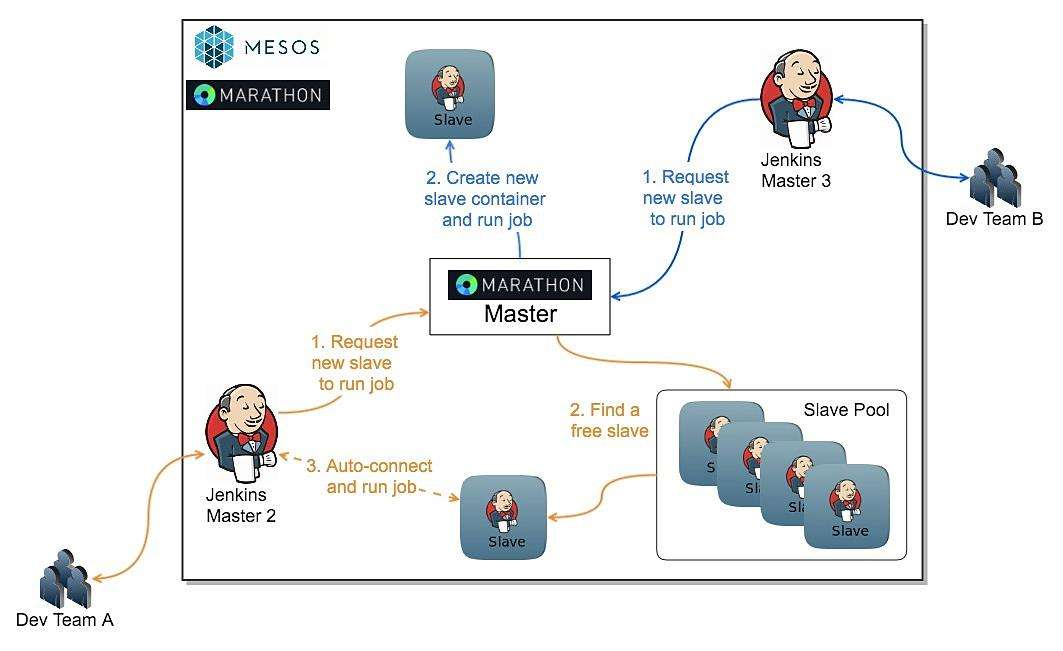 MESOS
MARATHON
Slave
Jenkins
Master 3
2. Create new
slave container
and run job
1. Request
new slave
to run job
Dev Team B
MARATHON
Master
1. Request
new slave
to run job
2. Find a
free slave
Slave Pool
S
Sl
Sla
Slave
3. Auto-connect
and run job
Slave
Jenkins
Master 2
Dev Team A